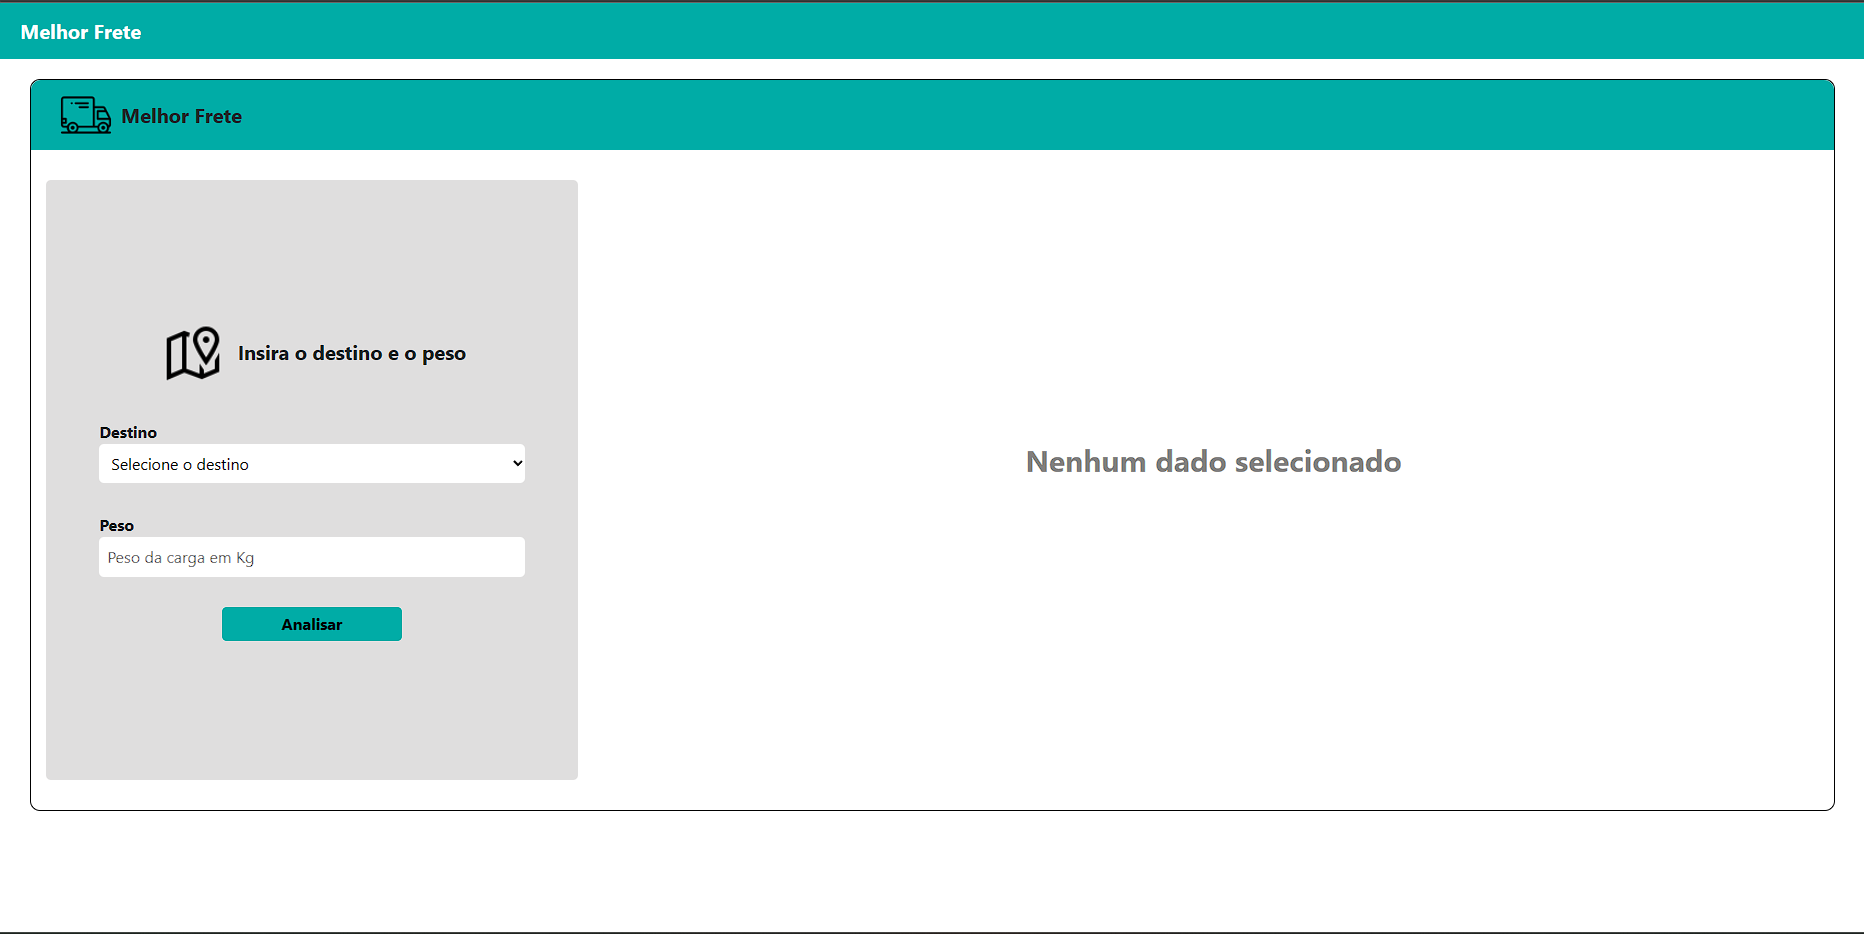 Melhor Frete
Melhor Frete
Insira o destino e o peso
Destino
Selecione o destino
Peso
Peso da carga em Kg
Analisar
Nenhum dado selecionado